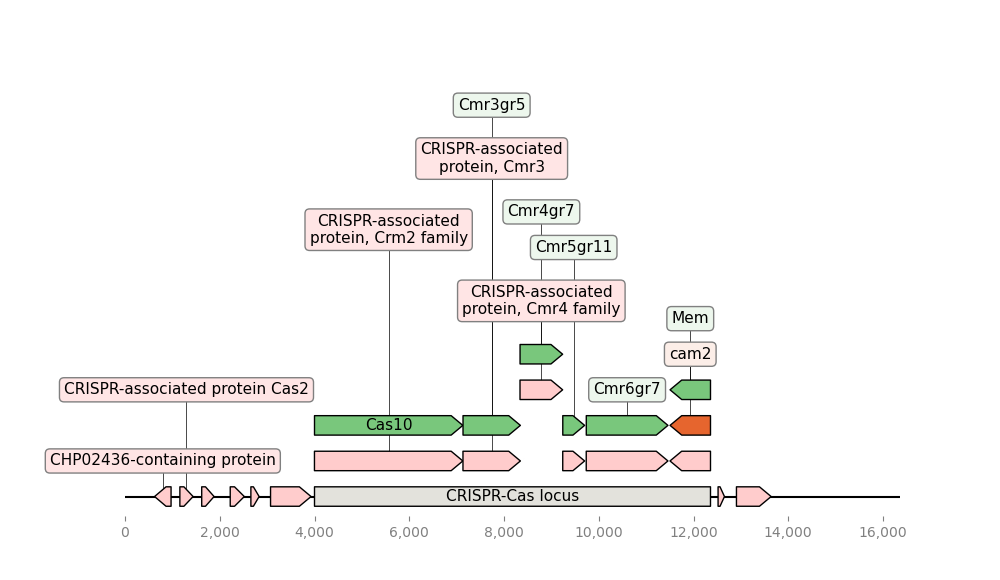 Cmr3gr5
CRISPR-associated
protein, Cmr3
Cmr4gr7
CRISPR-associated
protein, Crm2 family
Cmr5gr11
CRISPR-associated
protein, Cmr4 family
Mem
cam2
CRISPR-associated protein Cas2
Cmr6gr7
Cas10
CHP02436-containing protein
CRISPR-Cas locus
0
2,000
4,000
6,000
8,000
10,000
12,000
14,000
16,000